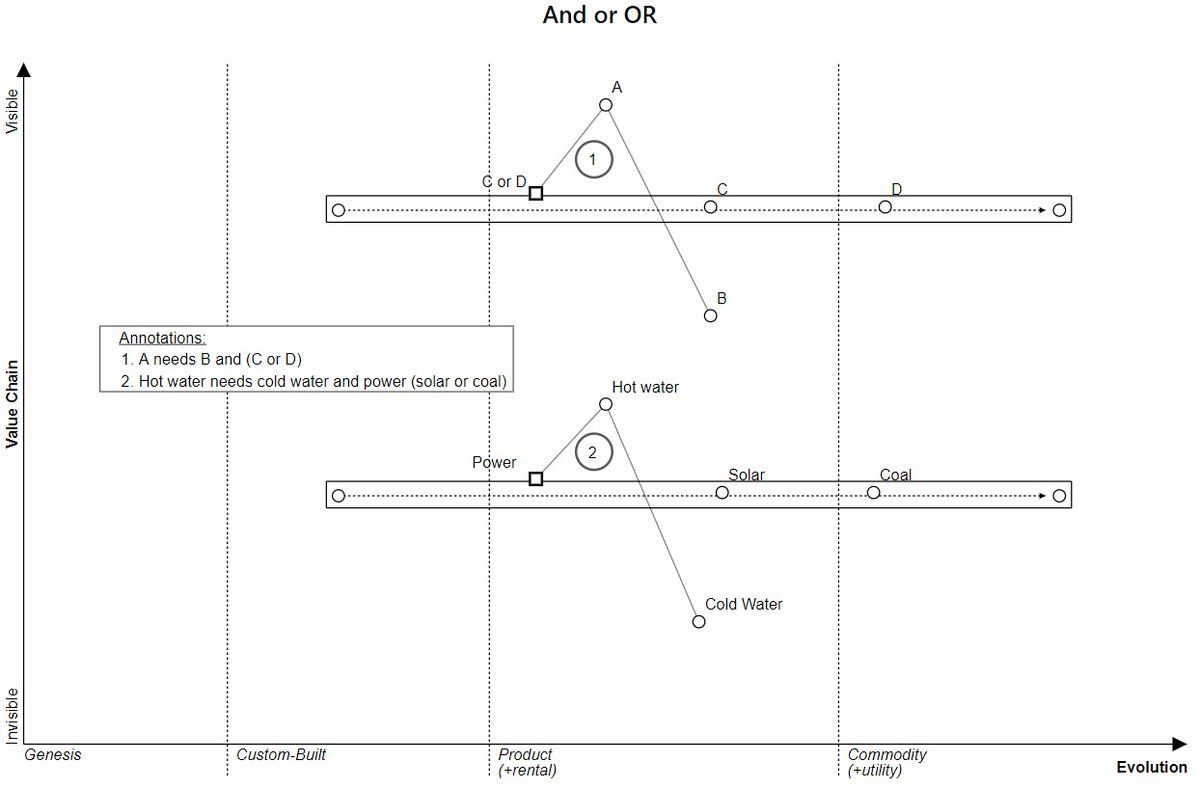 And or OR
Visible
A
1
C or D
C
D
B
Annotations:
1. A needs B and (C or D)
2. Hot water needs cold water and power (solar or coal)
Value Chain
Hot water
2
Power
Solar
Coal
Cold Water
Invisible
Genesis
Custom-Built
Product
(+rental)
Commodity
(+utility)
Evolution